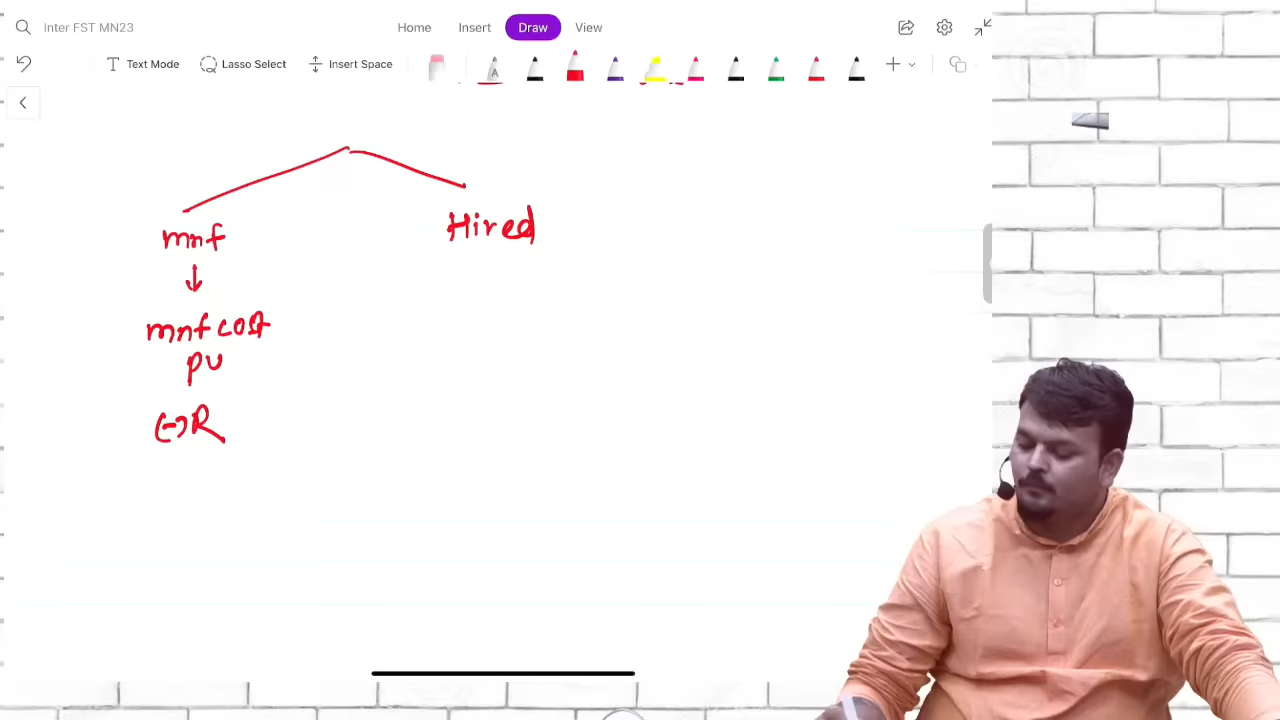 Inter FST MN23
Home Insert Draw View
Text Mode Lasso Select Insert Space
A
mnf Hired
mnf cost
pu
(-)R